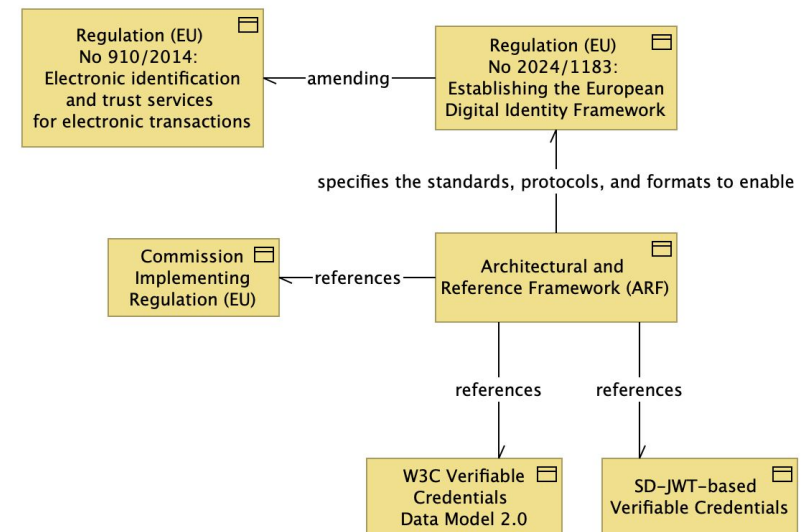 Regulation (EU)
No 910/2014:
Electronic identification
and trust services
for electronic transactions
amending
Regulation (EU)
No 2024/1183:
Establishing the European
Digital Identity Framework
specifies the standards, protocols, and formats to enable
Commission
Implementing
Regulation (EU)
references
Architectural and
Reference Framework (ARF)
references
references
W3C Verifiable
Credentials
Data Model 2.0
SD-JWT-based
Verifiable Credentials